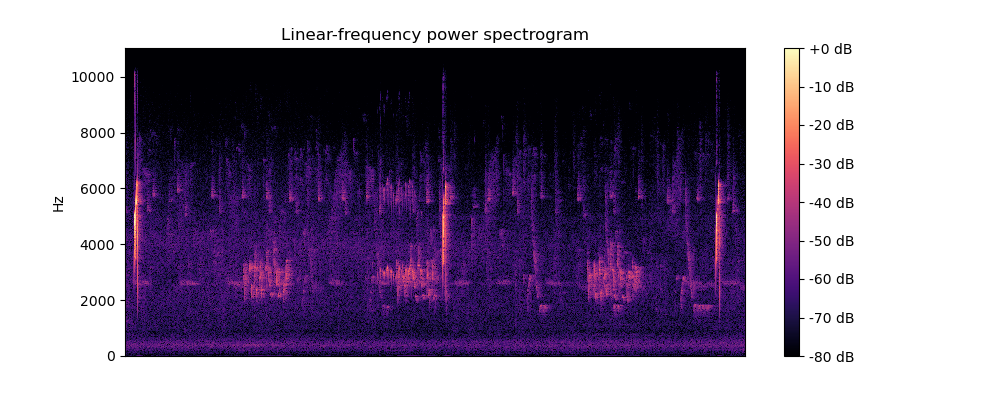 Linear-frequency power spectrogram
Hz
10000
8000
6000
4000
2000
0
+0 dB
-10 dB
-20 dB
-30 dB
-40 dB
-50 dB
-60 dB
-70 dB
-80 dB